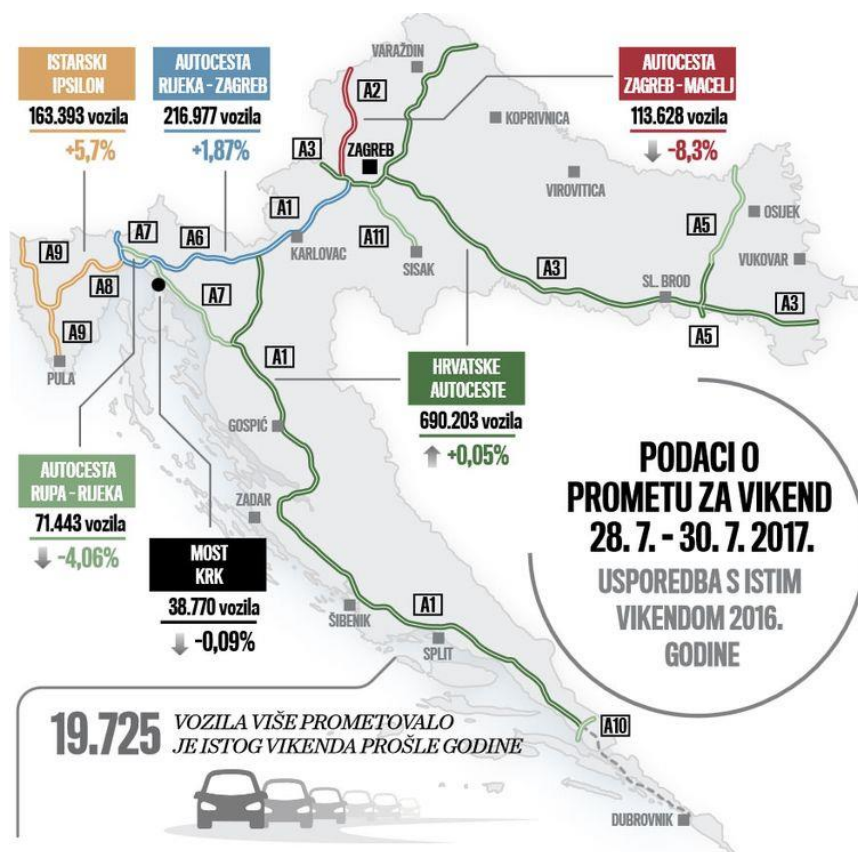 ISTARSKI
IPSILON
163.393 vozila
+5,7%
AUTOCESTA
RIJEKA - ZAGREB
216.977 vozila
+1,87%
AUTOCESTA
ZAGREB - MACELJ
113.628 vozila
-8,3%
VARAŽDIN
A2
KOPRIVNICA
A3
ZAGREB
VIROVITICA
A1
A5
OSIJEK
A7
A6
KARLOVAC
A11
SISAK
A9
A8
A7
A3
SL. BROD
VUKOVAR
A3
A5
A9
PULA
A1
GOSPIĆ
HRVATSKE
AUTOCESTE
690.203 vozila
+0,05%
AUTOCESTA
RUPA - RIJEKA
71.443 vozila
-4,06%
ZADAR
MOST
KRK
38.770 vozila
-0,09%
ŠIBENIK
A1
SPLIT
A10
DUBROVNIK
PODACI O
PROMETU ZA VIKEND
28. 7. - 30. 7. 2017.
USPOREDBA S ISTIM
VIKENDOM 2016.
GODINE
19.725
VOZILA VIŠE PROMETOVALO
JE ISTOG VIKENDA PROŠLE GODINE